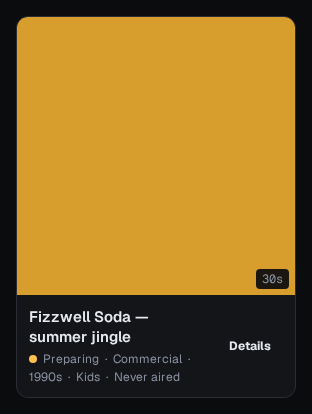 30s
Fizzwell Soda —
summer jingle
Details
Preparing · Commercial ·
1990s · Kids · Never aired